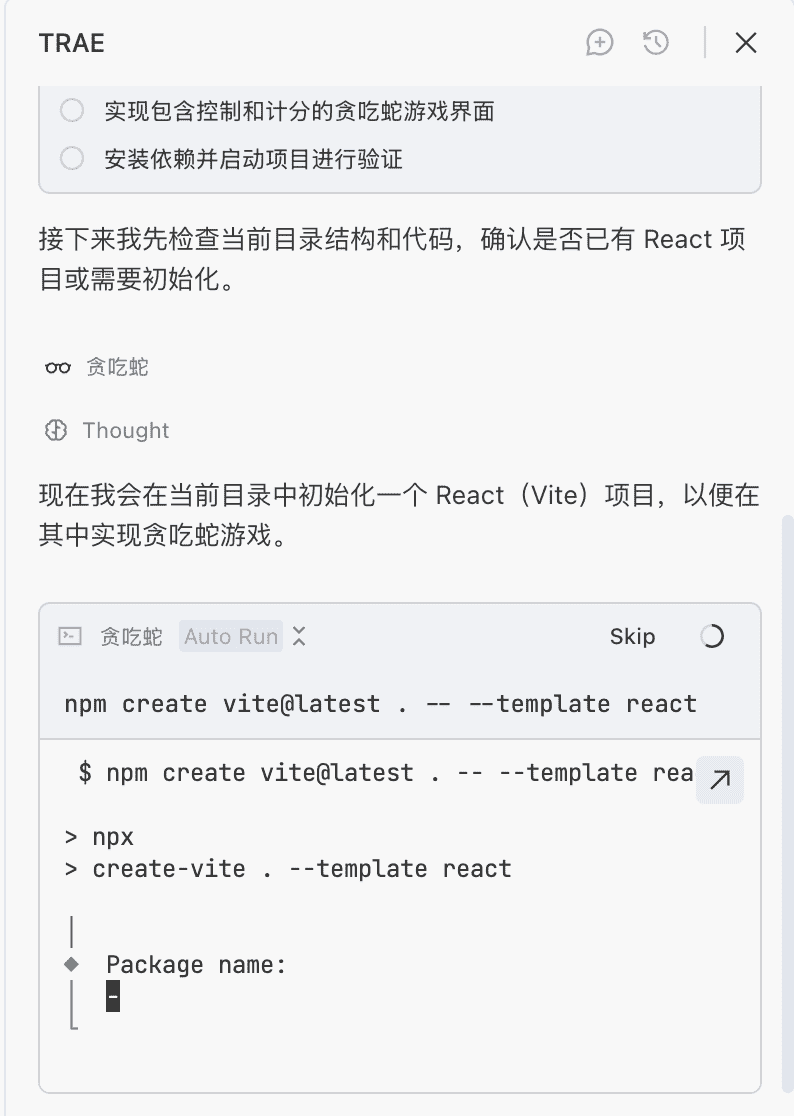 TRAE
实现包含控制和计分的贪吃蛇游戏界面
安装依赖并启动项目进行验证
接下来我先检查当前目录结构和代码，确认是否已有 React 项
目或需要初始化。
贪吃蛇
Thought
现在我会在当前目录中初始化一个 React（Vite）项目，以便在
其中实现贪吃蛇游戏。
贪吃蛇 Auto Run Skip
npm create vite@latest . -- --template react
$ npm create vite@latest . -- --template rea
> npx
> create-vite . --template react
Package name:
-